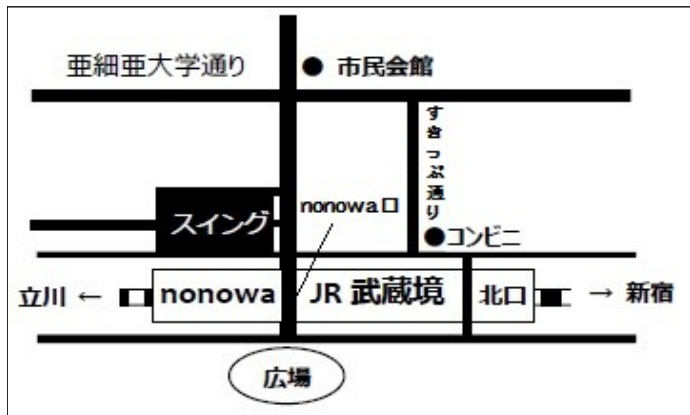 亜細亜大学通り
● 市民会館
すきっぷ通り
nonowa口
スイング
●コンビニ
立川 ←
nonowa
JR 武蔵境
北口
→ 新宿
広場